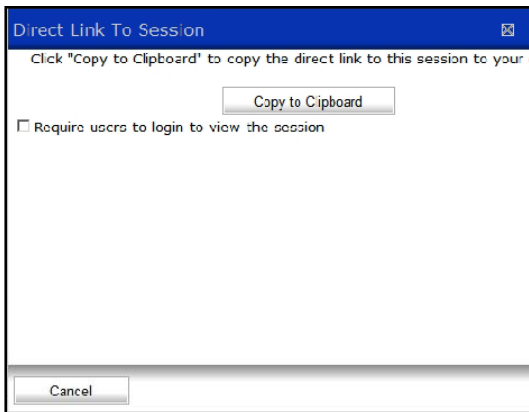 Direct Link To Session
Click "Copy to Clipboard" to copy the direct link to this session to your
Copy to Clipboard
Require users to login to view the session
Cancel